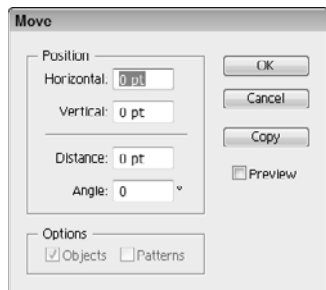 Move
Position
Horizontal: 0 pt
Vertical: 0 pt
Distance: 0 pt
Angle: 0 °
Options
Objects Patterns
OK
Cancel
Copy
Preview